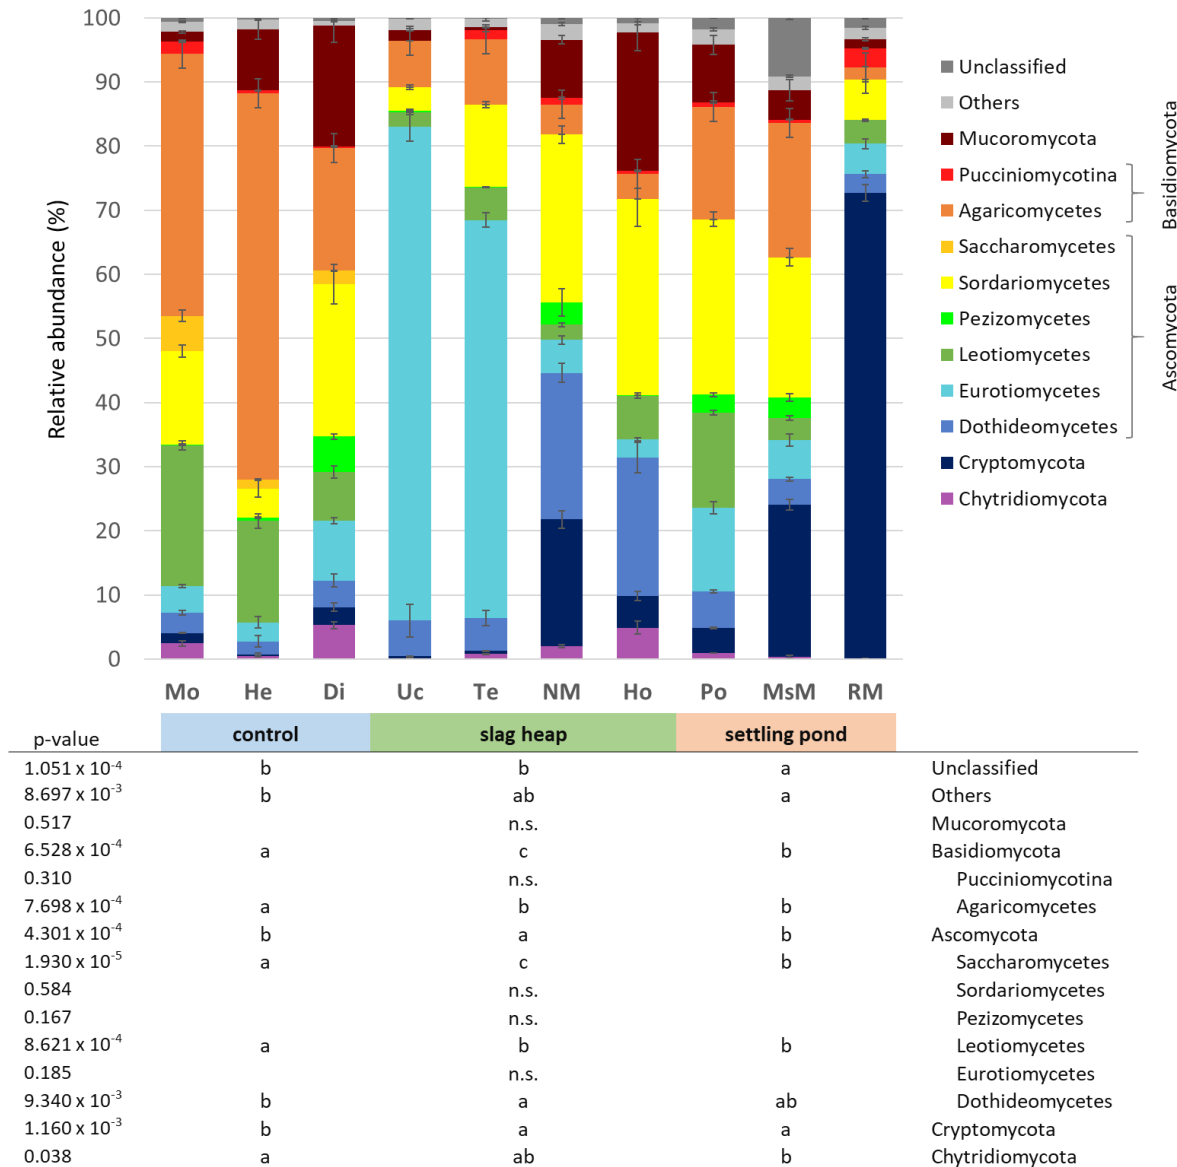 100
90
80
70
60
50
40
30
20
10
0
Relative abundance (%)
Unclassified
Others
Mucoromycota
Pucciniomycotina
Agaricomycetes
Saccharomycetes
Sordariomycetes
Pezizomycetes
Leotiomycetes
Eurotiomycetes
Dothideomycetes
Cryptomycota
Chytridiomycota
Basidiomycota
Ascomycota
Mo He Di Uc Te NM Ho Po MsM RM
p-value control slag heap settling pond
1.051 x 10⁻⁴ b b a Unclassified
8.697 x 10⁻³ b ab a Others
0.517 n.s. Mucoromycota
6.528 x 10⁻⁴ a c b Basidiomycota
0.310 n.s. Pucciniomycotina
7.698 x 10⁻⁴ a b b Agaricomycetes
4.301 x 10⁻⁴ b a b Ascomycota
1.930 x 10⁻⁵ a c b Saccharomycetes
0.584 n.s. Sordariomycetes
0.167 n.s. Pezizomycetes
8.621 x 10⁻⁴ a b b Leotiomycetes
0.185 n.s. Eurotiomycetes
9.340 x 10⁻³ b a ab Dothideomycetes
1.160 x 10⁻³ b a a Cryptomycota
0.038 a ab b Chytridiomycota